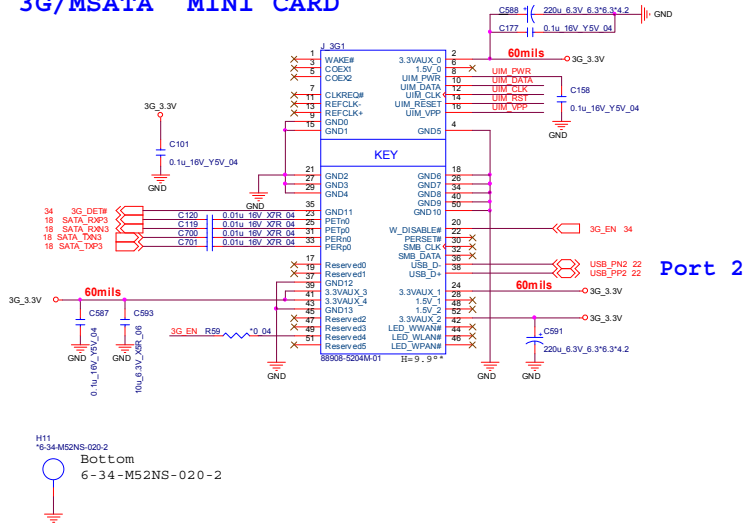 3G/MSATA MINI CARD
C588 + 220u_6.3V_6.3*6.3*4.2
GND
C177 0.1u_16V_Y5V_04
60mils
3G_3.3V
J_3G1
1 WAKE# 3.3VAUX_0 2
3 COEX1 1.5V_0 6
5 COEX2 UIM_PWR 8 UIM_PWR
UIM_DATA 10 UIM_DATA
7 CLKREQ# UIM_CLK 12 UIM_CLK
11 REFCLK- UIM_RESET 14 UIM_RST
13 REFCLK+ UIM_VPP 16 UIM_VPP
9 GND0
15 GND1 GND5 4
C158
0.1u_16V_Y5V_04
GND
3G_3.3V
C101
0.1u_16V_Y5V_04
GND
KEY
21 GND2 GND6 18
27 GND3 GND7 26
29 GND4 GND8 34
GND9 40
35 GND11 GND10 50
GND
34 3G_DET#
18 SATA_RXP3 C120 0.01u_16V_X7R_04 23 PETn0
18 SATA_RXN3 C119 0.01u_16V_X7R_04 25 PETp0
18 SATA_TXN3 C700 0.01u_16V_X7R_04 31 PERn0
18 SATA_TXP3 C701 0.01u_16V_X7R_04 33 PERp0
W_DISABLE# 20 3G_EN 34
PERSET# 22
SMB_CLK 30
SMB_DATA 32
17 Reserved0 USB_D- 36 USB_PN2 22
19 Reserved1 USB_D+ 38 USB_PP2 22
Port 2
37 GND12
60mils
3G_3.3V
39 3.3VAUX_3 3.3VAUX_1 24
60mils
3G_3.3V
41 3.3VAUX_4 1.5V_1 28
43 GND13 1.5V_2 48
45 Reserved2 3.3VAUX_2 52
3G_3.3V
47 Reserved3 LED_WWAN# 42
49 Reserved4 LED_WLAN# 44
51 Reserved5 LED_WPAN# 46
88908-5204M-01 H=9.9°*
C587
0.1u_16V_Y5V_04
GND
C593
10u_6.3V_X5R_06
GND
3G_EN R59 *0_04
GND
GND
C591
+
220u_6.3V_6.3*6.3*4.2
GND
H11
*6-34-M52NS-020-2
Bottom
6-34-M52NS-020-2